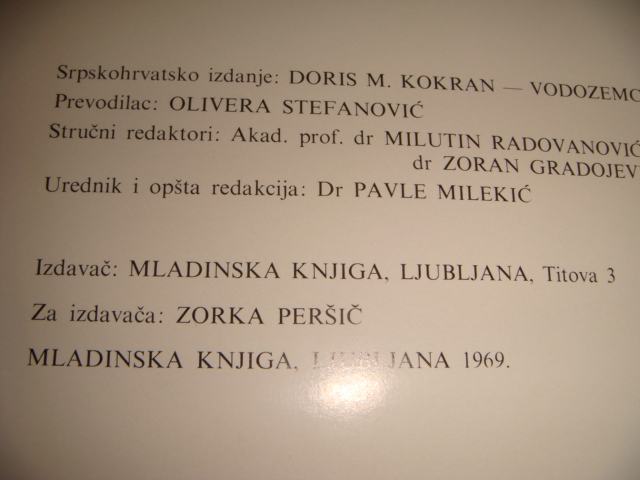 Srpskohrvatsko izdanje: DORIS M. KOKRAN — VODOZEMC
Prevodilac: OLIVERA STEFANOVIĆ
Stručni redaktori: Akad. prof. dr MILUTIN RADOVANOVIĆ
dr ZORAN GRADOJEV
Urednik i opšta redakcija: Dr PAVLE MILEKIĆ
Izdavač: MLADINSKA KNJIGA, LJUBLJANA, Titova 3
Za izdavača: ZORKA PERŠIČ
MLADINSKA KNJIGA, LJUBLJANA 1969.